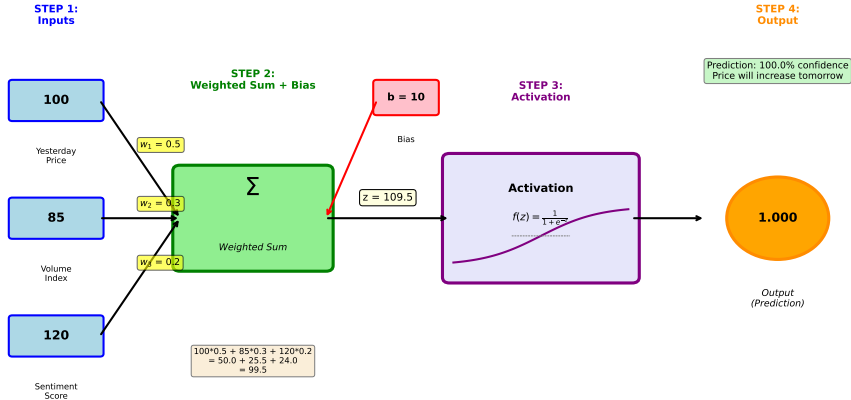 STEP 1:
Inputs
100
Yesterday
Price
85
Volume
Index
120
Sentiment
Score
w₁ = 0.5
w₂ = 0.3
w₃ = 0.2
STEP 2:
Weighted Sum + Bias
Σ
Weighted Sum
100*0.5 + 85*0.3 + 120*0.2
= 50.0 + 25.5 + 24.0
= 99.5
b = 10
Bias
z = 109.5
STEP 3:
Activation
Activation
f(z) = 1/(1+e⁻ᶻ)
STEP 4:
Output
Prediction: 100.0% confidence
Price will increase tomorrow
1.000
Output
(Prediction)